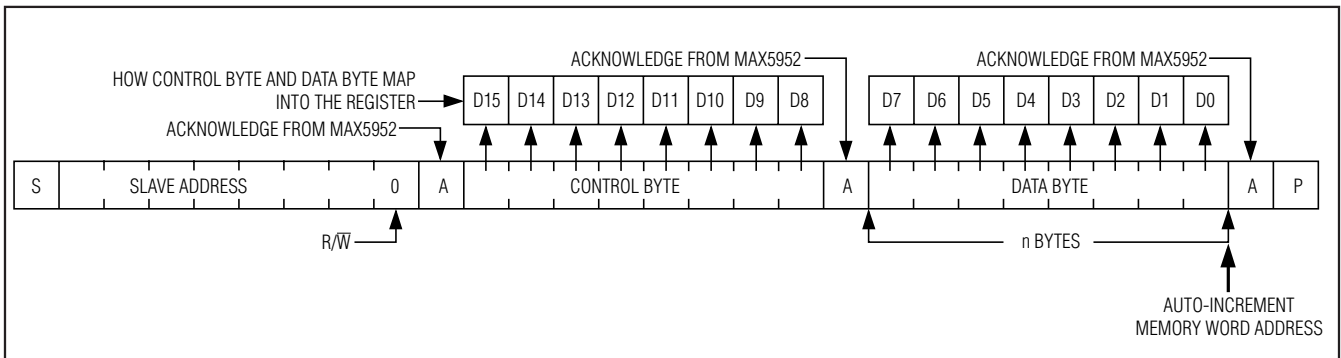 ACKNOWLEDGE FROM MAX5952
ACKNOWLEDGE FROM MAX5952
HOW CONTROL BYTE AND DATA BYTE MAP
INTO THE REGISTER
D15 D14 D13 D12 D11 D10 D9 D8
D7 D6 D5 D4 D3 D2 D1 D0
ACKNOWLEDGE FROM MAX5952
S SLAVE ADDRESS 0 A CONTROL BYTE A DATA BYTE A P
R/W̅
n BYTES
AUTO-INCREMENT
MEMORY WORD ADDRESS